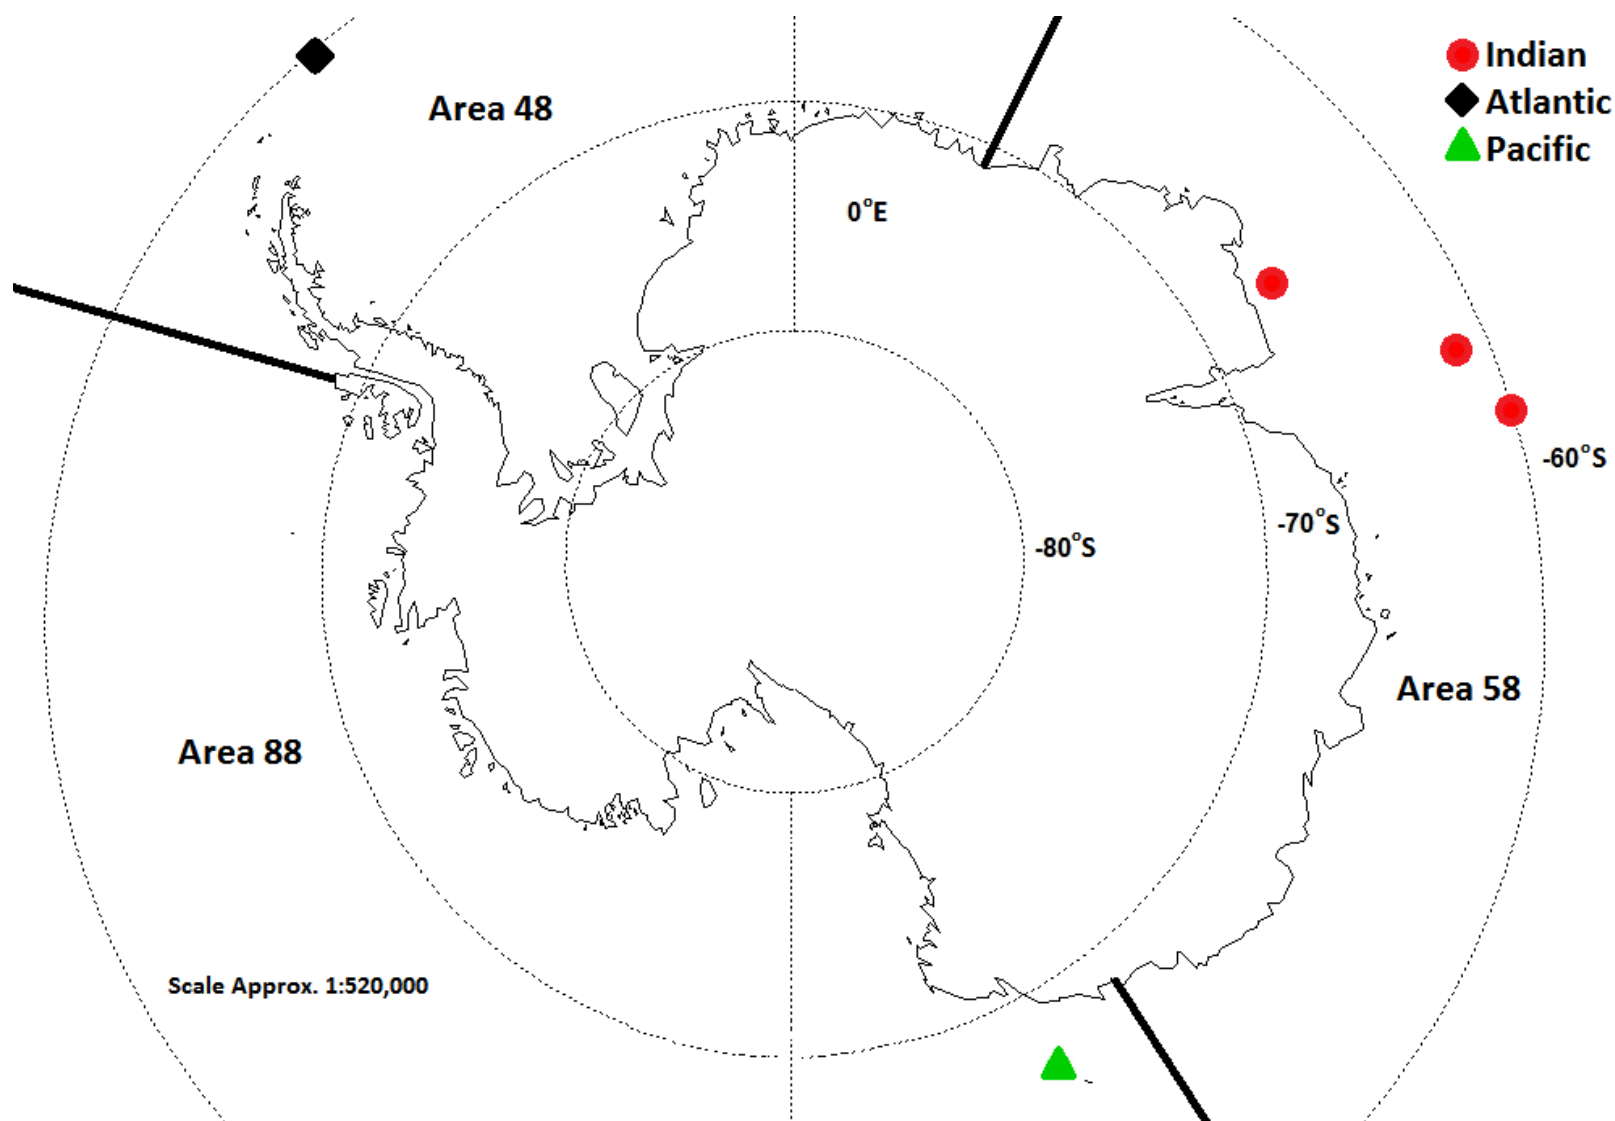 Indian
Area 48
Atlantic
Pacific
0°E
-60°S
-70°S
-80°S
Area 58
Area 88
Scale Approx. 1:520,000